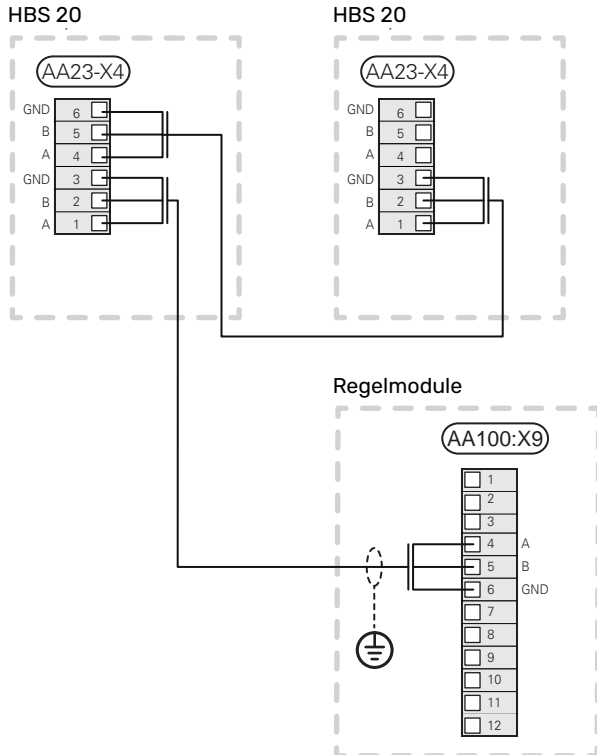 HBS 20
AA23-X4
GND 6
B 5
A 4
GND 3
B 2
A 1
HBS 20
AA23-X4
GND 6
B 5
A 4
GND 3
B 2
A 1
Regelmodule
AA100:X9
1
2
3
4 A
5 B
6 GND
7
8
9
10
11
12